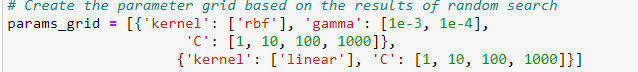 # Create the parameter grid based on the results of random search
params_grid = [{'kernel': ['rbf'], 'gamma': [1e-3, 1e-4],
'C': [1, 10, 100, 1000]},
{'kernel': ['linear'], 'C': [1, 10, 100, 1000]}]